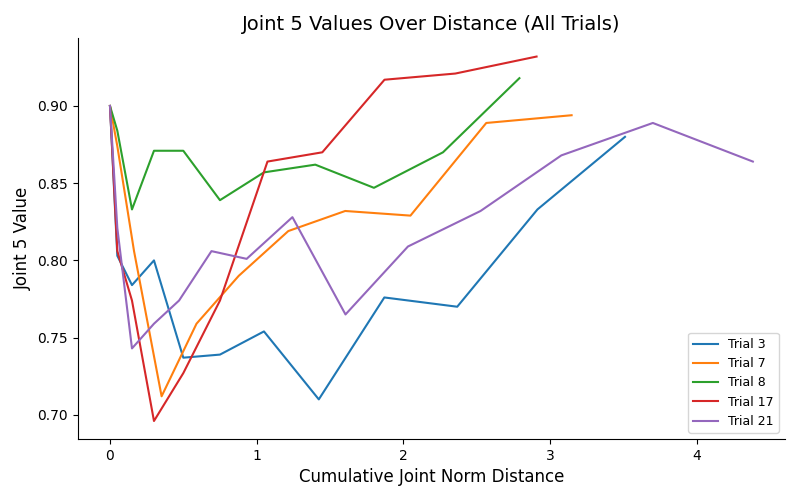 Joint 5 Values Over Distance (All Trials)
Joint 5 Value
0.90
0.85
0.80
0.75
0.70
0
1
2
3
4
Cumulative Joint Norm Distance
Trial 3
Trial 7
Trial 8
Trial 17
Trial 21